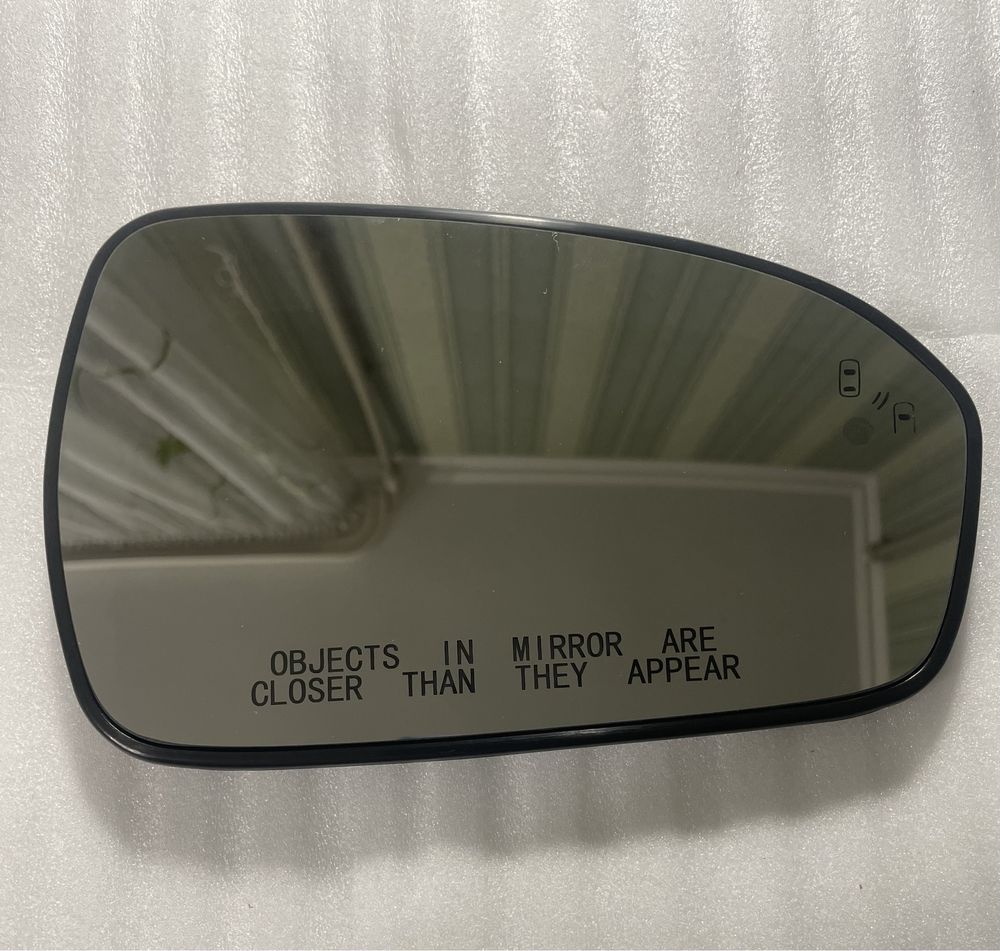 OBJECTS IN MIRROR ARE
CLOSER THAN THEY APPEAR